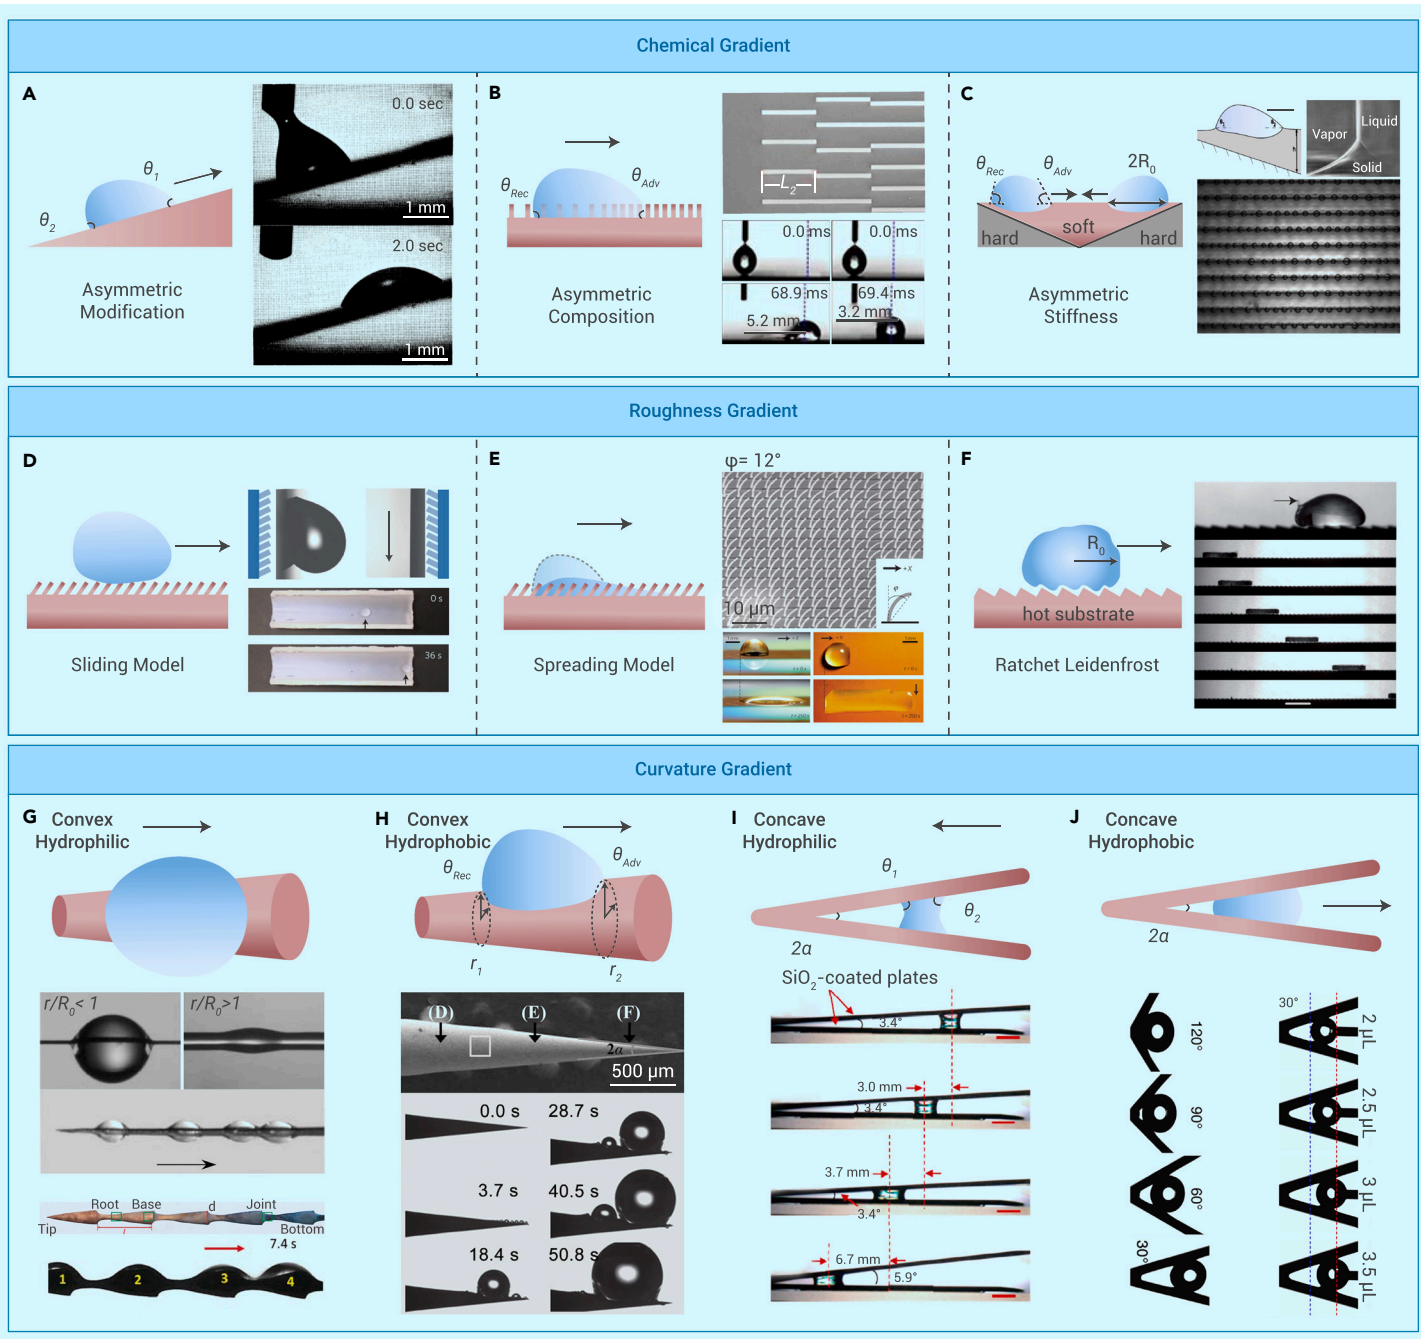 Chemical Gradient
A
θ1
θ2
Asymmetric
Modification
0.0 sec
1 mm
2.0 sec
1 mm
B
θRec
θAdv
Asymmetric
Composition
L2
0.0 ms
0.0 ms
68.9 ms
69.4 ms
5.2 mm
3.2 mm
C
θRec
θAdv
2R0
soft
hard
hard
Asymmetric
Stiffness
Vapor
Liquid
Solid
Roughness Gradient
D
Sliding Model
0 s
36 s
E
Spreading Model
φ= 12°
+X
φ
10 µm
F
R0
hot substrate
Ratchet Leidenfrost
Curvature Gradient
G
Convex
Hydrophilic
r/R0< 1
r/R0>1
Root
Base
d
Joint
Tip
Bottom
7.4 s
1
2
3
4
H
Convex
Hydrophobic
θRec
θAdv
r1
r2
(D)
(E)
(F)
2α
500 µm
0.0 s
28.7 s
3.7 s
40.5 s
18.4 s
50.8 s
I
Concave
Hydrophilic
θ1
θ2
2α
SiO2-coated plates
3.4°
3.0 mm
3.4°
3.7 mm
3.4°
6.7 mm
5.9°
J
Concave
Hydrophobic
2α
120°
90°
60°
30°
30°
2 µL
2.5 µL
3 µL
3.5 µL